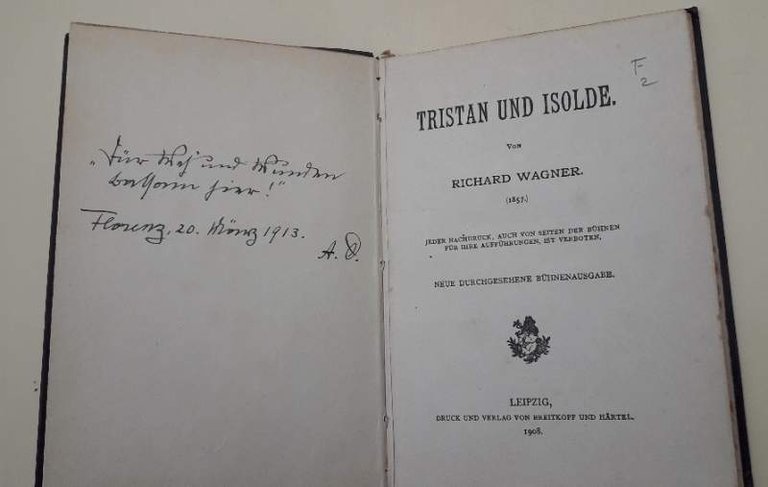 „Für Weh' und Wunden
balsam hier!"
Florenz, 20. März 1913.
F
2
TRISTAN UND ISOLDE.
VON
RICHARD WAGNER.
(1857.)
JEDER NACHDRUCK, AUCH VON SEITEN DER BÜHNEN
FÜR IHRE AUFFÜHRUNGEN, IST VERBOTEN.
NEUE DURCHGESEHENE BÜHNENAUSGABE.
LEIPZIG,
DRUCK UND VERLAG VON BREITKOPF UND HÄRTEL.
1908.